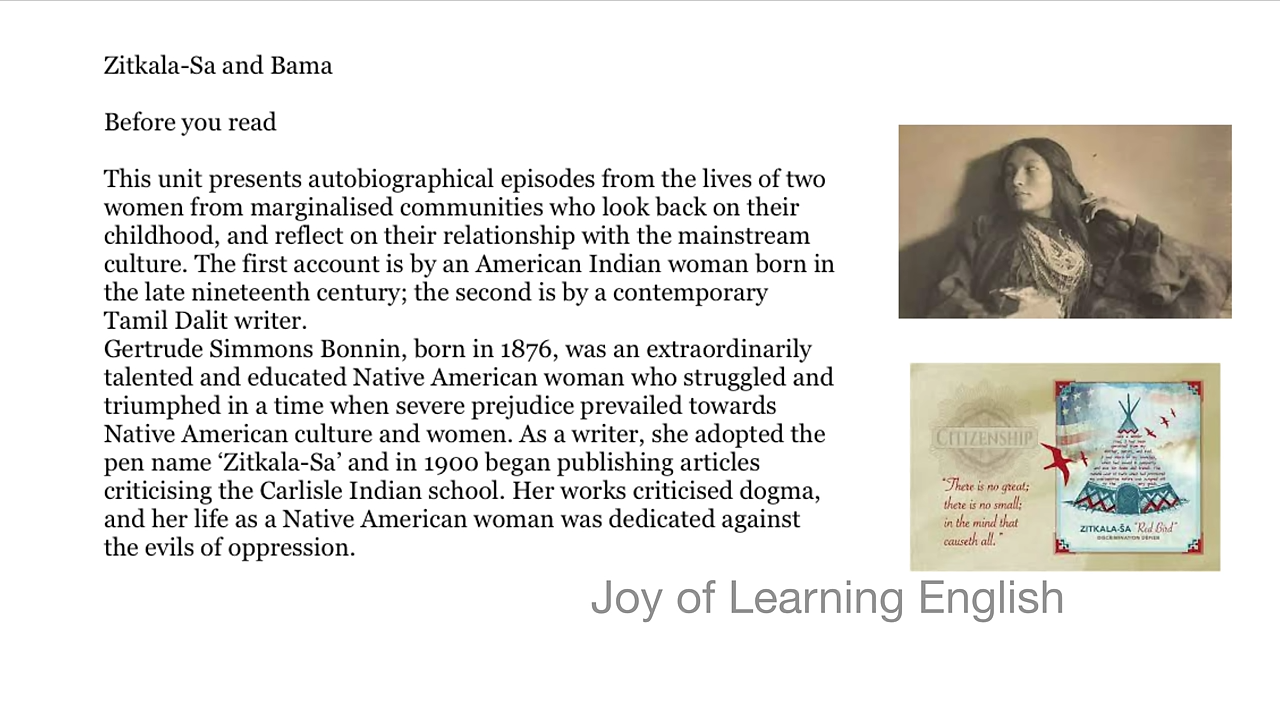 Zitkala-Sa and Bama
Before you read
This unit presents autobiographical episodes from the lives of two
women from marginalised communities who look back on their
childhood, and reflect on their relationship with the mainstream
culture. The first account is by an American Indian woman born in
the late nineteenth century; the second is by a contemporary
Tamil Dalit writer.
Gertrude Simmons Bonnin, born in 1876, was an extraordinarily
talented and educated Native American woman who struggled and
triumphed in a time when severe prejudice prevailed towards
Native American culture and women. As a writer, she adopted the
pen name ‘Zitkala-Sa’ and in 1900 began publishing articles
criticising the Carlisle Indian school. Her works criticised dogma,
and her life as a Native American woman was dedicated against
the evils of oppression.
CITIZENSHIP
“There is no great;
there is no small;
in the mind that
causeth all.”
ZITKALA-ŠA “Red Bird”
DISCRIMINATION DEFIER
Joy of Learning English